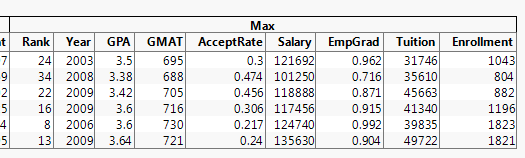 Max
t Rank Year GPA GMAT AcceptRate Salary EmpGrad Tuition Enrollment
7 24 2003 3.5 695 0.3 121692 0.962 31746 1043
9 34 2008 3.38 688 0.474 101250 0.716 35610 804
2 22 2009 3.42 705 0.456 118888 0.871 45663 882
5 16 2009 3.6 716 0.306 117456 0.915 41340 1196
4 8 2006 3.6 730 0.217 124740 0.992 39835 1823
5 13 2009 3.64 721 0.24 135630 0.904 49722 1821